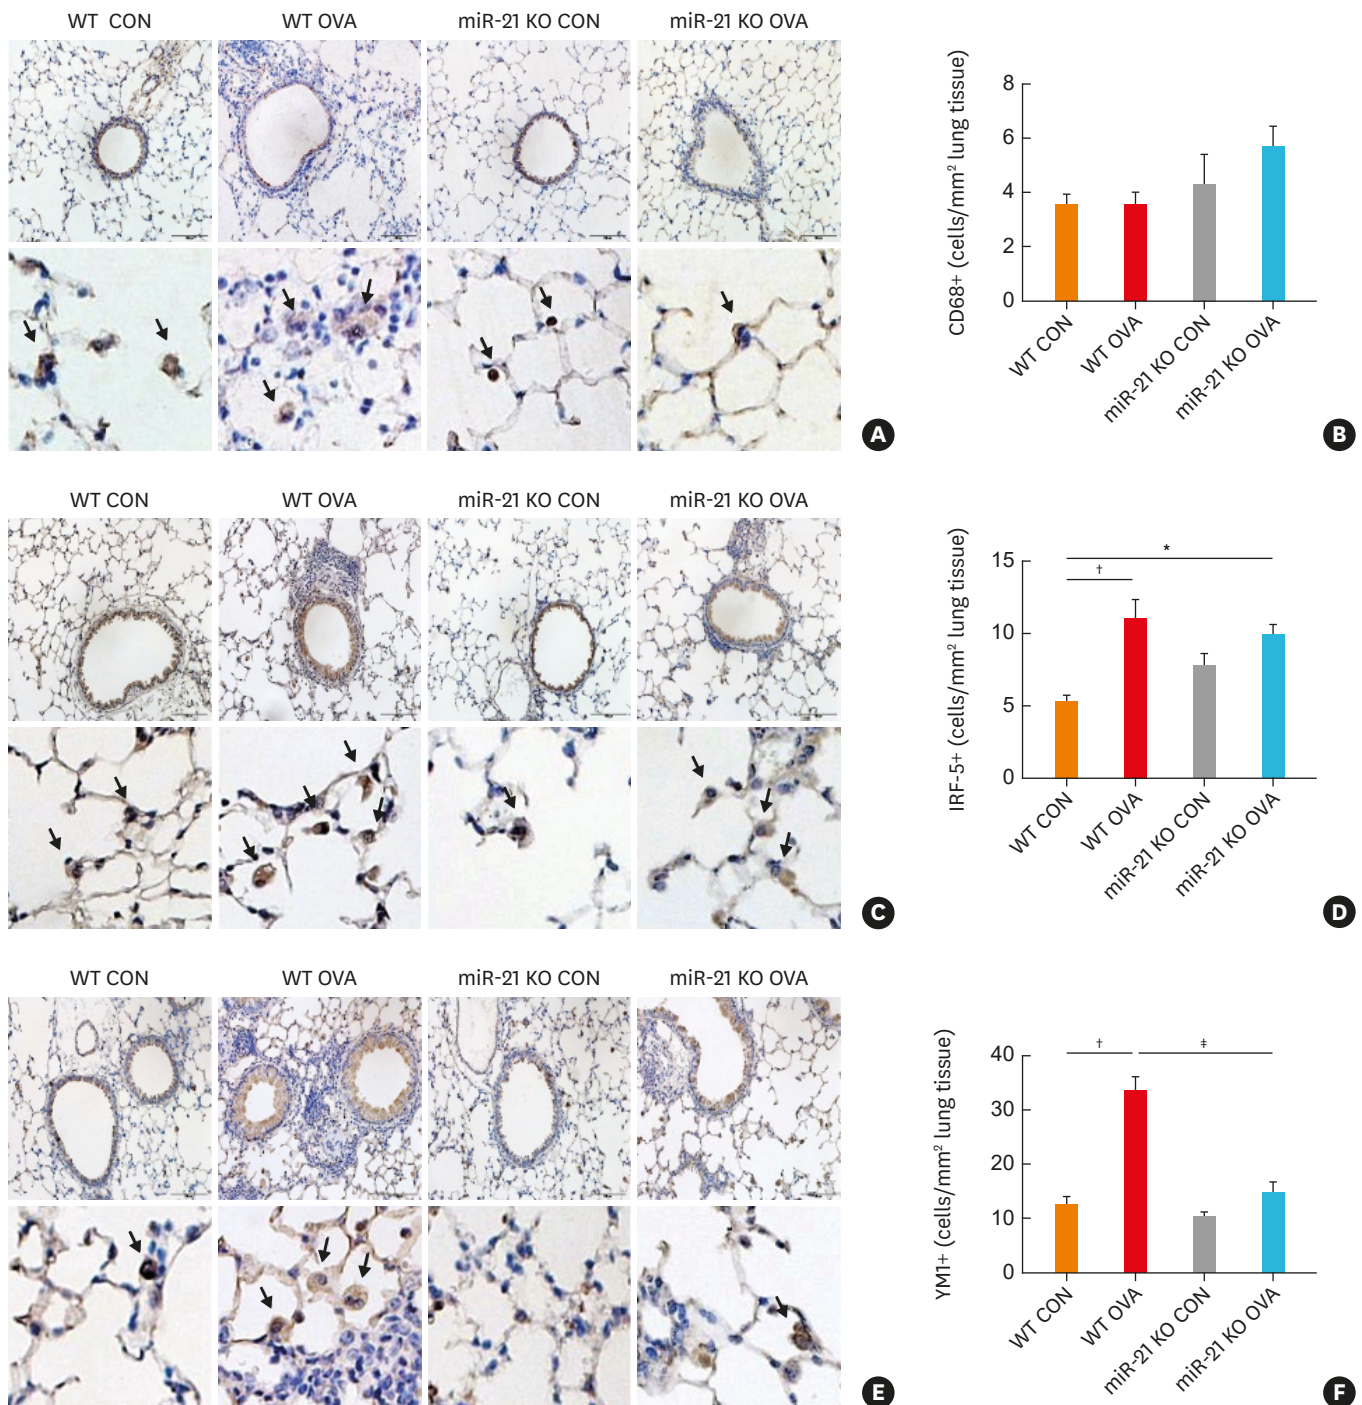 WT CON
WT OVA
miR-21 KO CON
miR-21 KO OVA
A
CD68+ (cells/mm² lung tissue)
8
6
4
2
0
WT CON
WT OVA
miR-21 KO CON
miR-21 KO OVA
B
WT CON
WT OVA
miR-21 KO CON
miR-21 KO OVA
C
IRF-5+ (cells/mm² lung tissue)
15
10
5
0
*
†
WT CON
WT OVA
miR-21 KO CON
miR-21 KO OVA
D
WT CON
WT OVA
miR-21 KO CON
miR-21 KO OVA
E
YM1+ (cells/mm² lung tissue)
40
30
20
10
0
†
‡
WT CON
WT OVA
miR-21 KO CON
miR-21 KO OVA
F